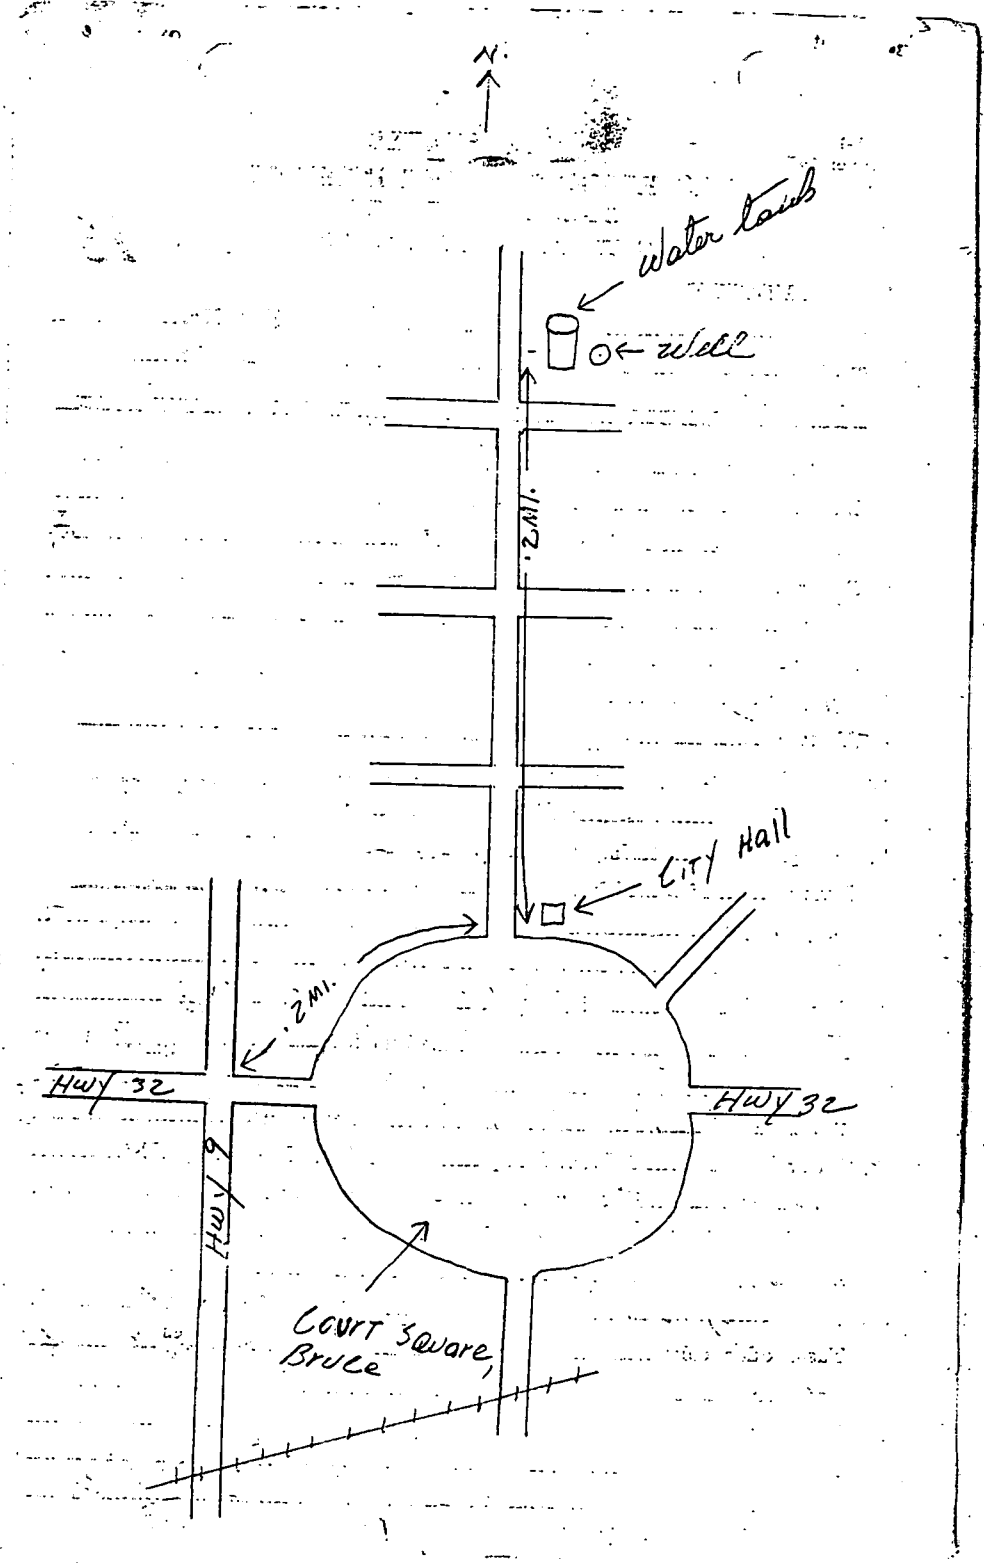 N.
Water tank
Well
.2 MI.
City Hall
.2 MI.
Hwy 32
Hwy 32
Hwy 9
Court Square,
Bruce